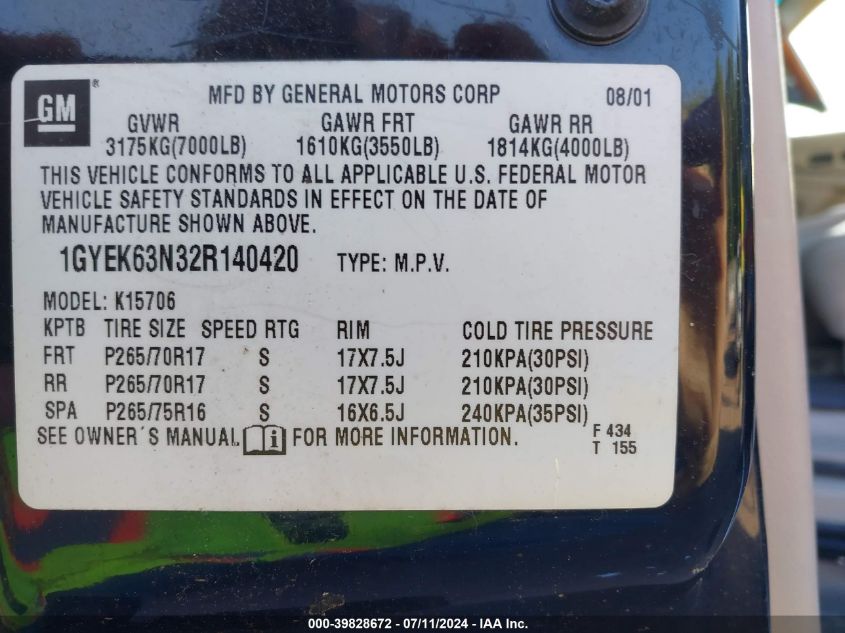 GM ®
MFD BY GENERAL MOTORS CORP 08/01
GVWR GAWR FRT GAWR RR
3175KG(7000LB) 1610KG(3550LB) 1814KG(4000LB)
THIS VEHICLE CONFORMS TO ALL APPLICABLE U.S. FEDERAL MOTOR
VEHICLE SAFETY STANDARDS IN EFFECT ON THE DATE OF
MANUFACTURE SHOWN ABOVE.
1GYEK63N32R140420 TYPE: M.P.V.
MODEL: K15706
KPTB TIRE SIZE SPEED RTG RIM COLD TIRE PRESSURE
FRT P265/70R17 S 17X7.5J 210KPA(30PSI)
RR P265/70R17 S 17X7.5J 210KPA(30PSI)
SPA P265/75R16 S 16X6.5J 240KPA(35PSI)
SEE OWNER'S MANUAL i FOR MORE INFORMATION. F 434
T 155
000-39828672 - 07/11/2024 - IAA, Inc.